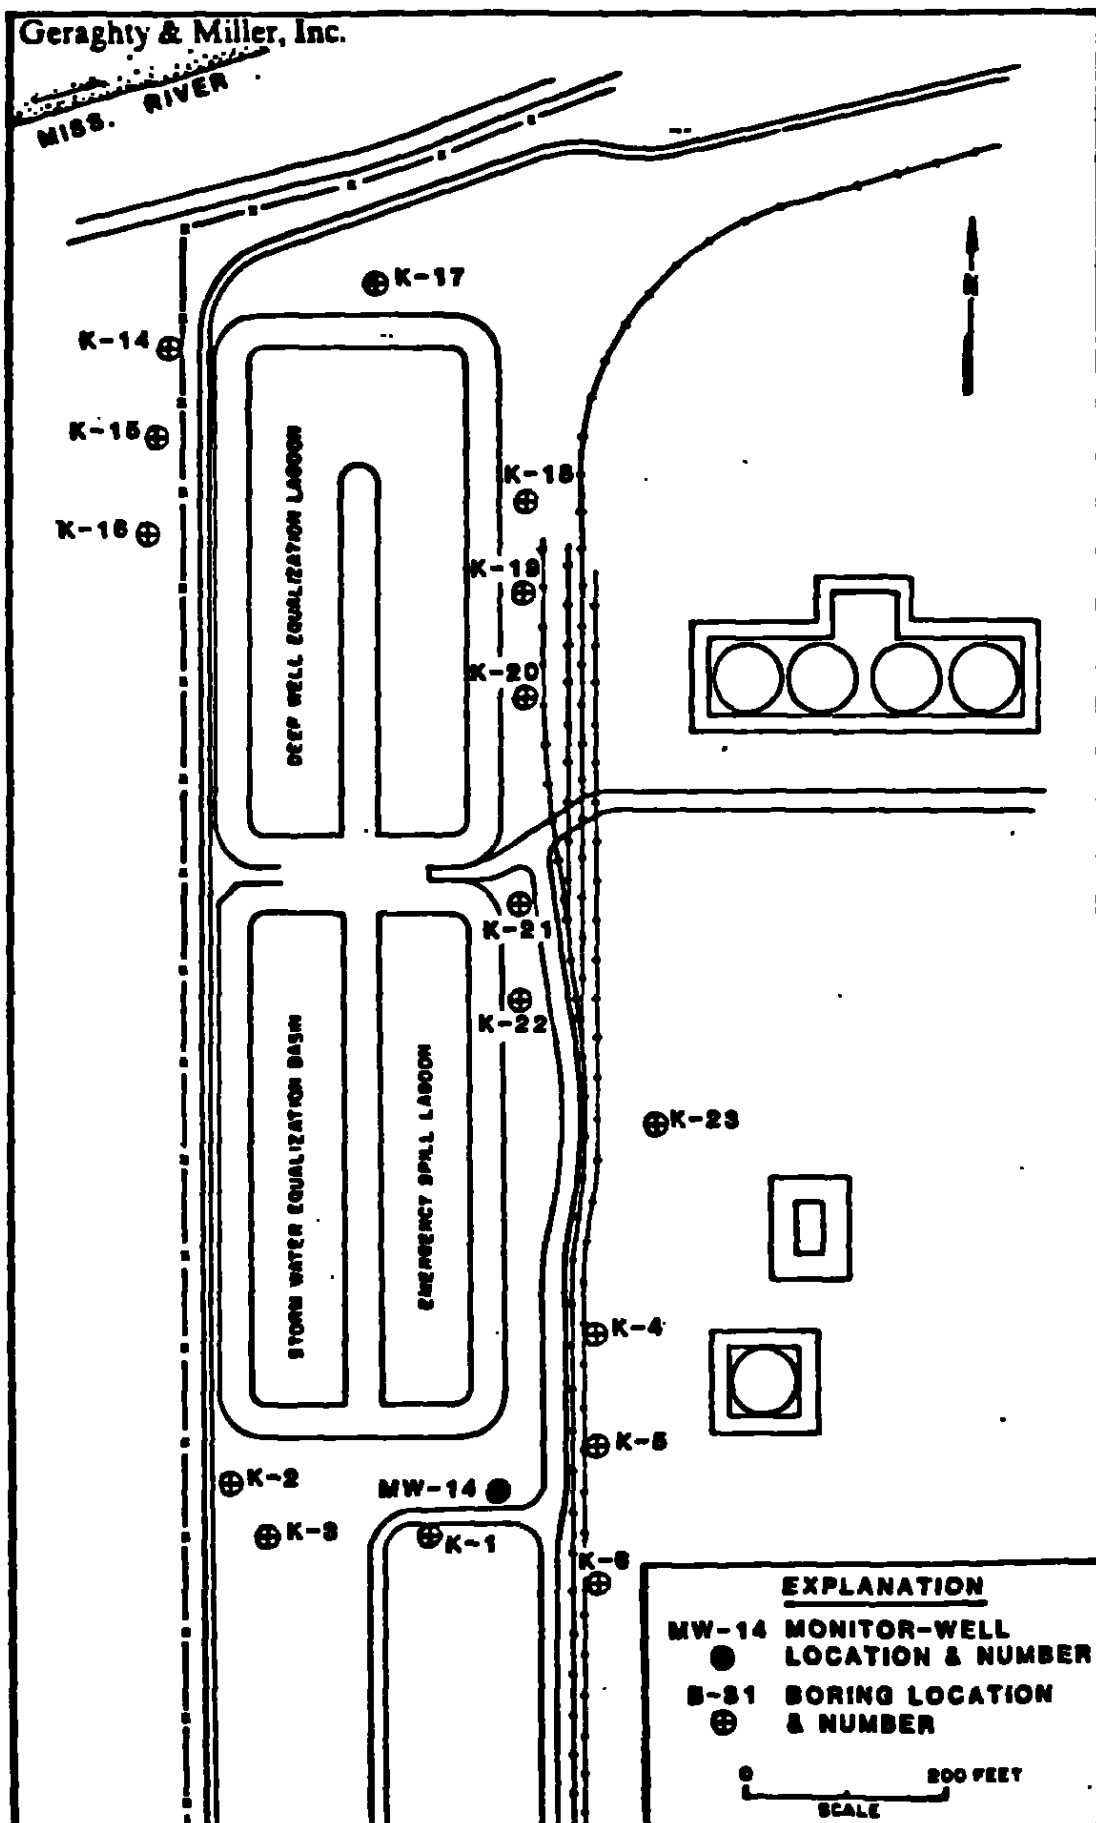 Geraghty & Miller, Inc.
MISS. RIVER
K-17
K-14
N
K-15
K-18
K-16
DEEP WELL EQUALIZATION LAGOON
K-19
K-20
K-21
K-22
STORM WATER EQUALIZATION BASIN
EMERGENCY SPILL LAGOON
K-23
K-4
K-5
K-2
MW-14
K-3
K-1
K-6
EXPLANATION
MW-14 MONITOR-WELL
LOCATION & NUMBER
B-31 BORING LOCATION
& NUMBER
0 200 FEET
SCALE